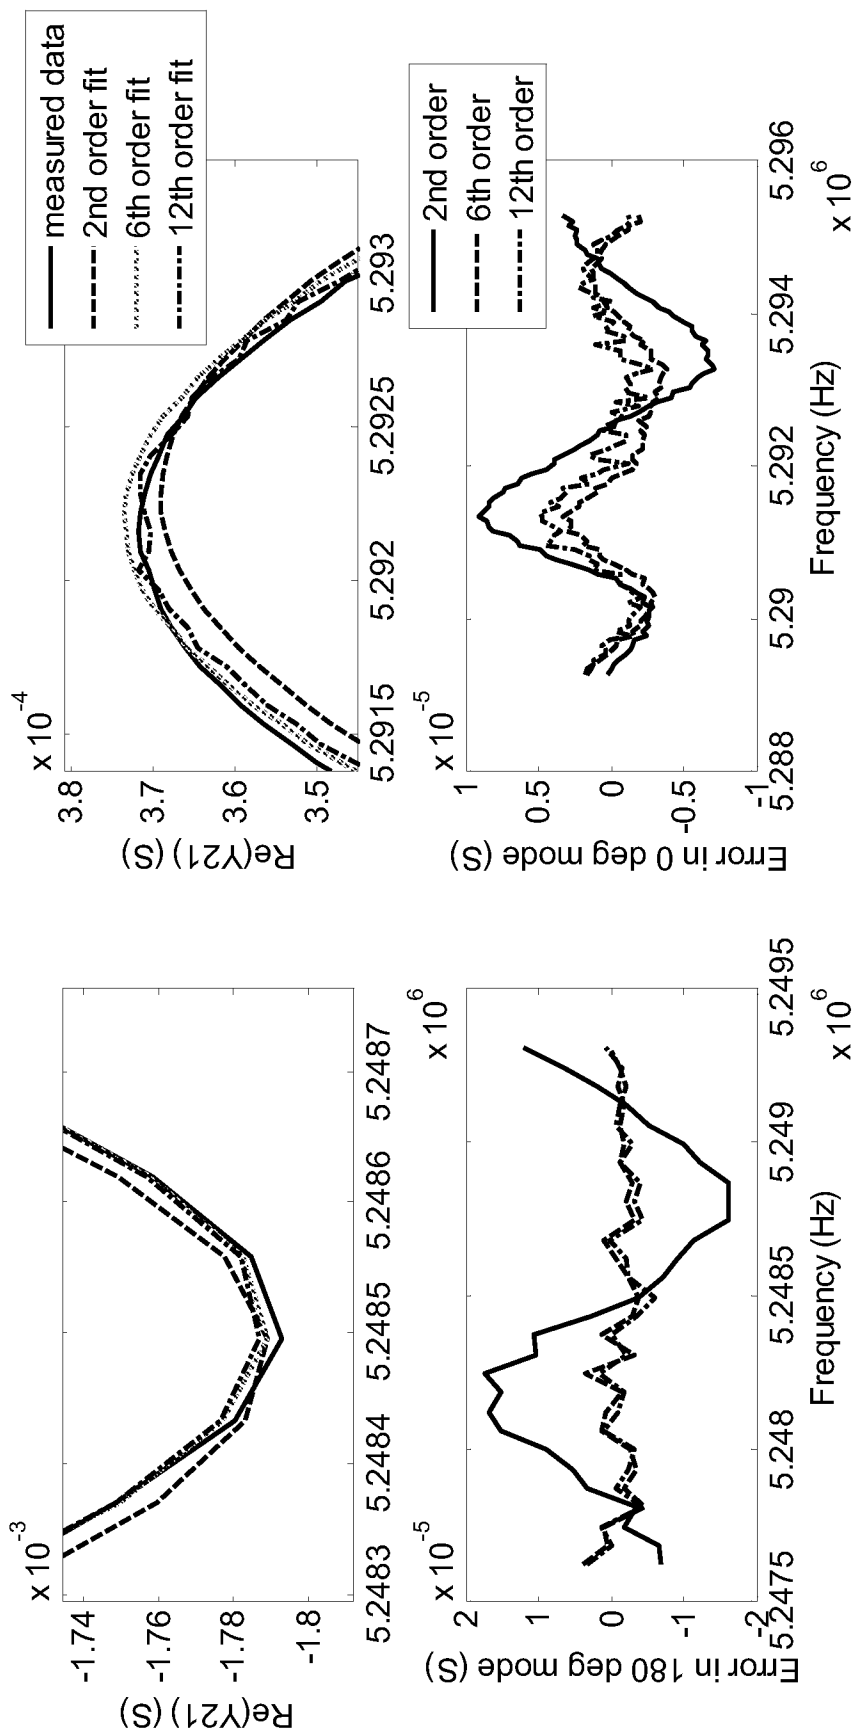 x 10-3
-1.74
-1.76
-1.78
-1.8
Re(Y21) (S)
5.2483
5.2484
5.2485
5.2486
5.2487
x 10^6
x 10^-4
3.8
3.7
3.6
3.5
Re(Y21) (S)
5.2915
5.292
5.2925
5.293
measured data
2nd order fit
6th order fit
12th order fit
x 10^-5
2
1
0
-1
-2
Error in 180 deg mode (S)
5.2475
5.248
5.2485
5.249
5.2495
Frequency (Hz)
x 10^6
x 10^-5
1
0.5
0
-0.5
-1
Error in 0 deg mode (S)
5.288
5.29
5.292
5.294
5.296
Frequency (Hz)
x 10^6
2nd order
6th order
12th order